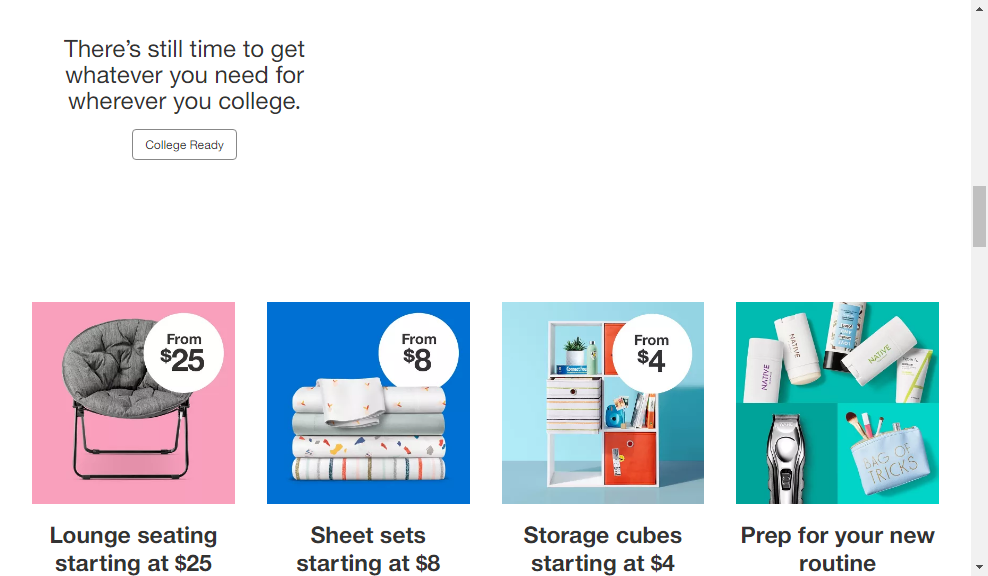 There's still time to get
whatever you need for
wherever you college.
College Ready
From
$25
From
$8
From
$4
NATIVE
NATIVE
NATIVE
BAG OF
TRICKS
Lounge seating
starting at $25
Sheet sets
starting at $8
Storage cubes
starting at $4
Prep for your new
routine